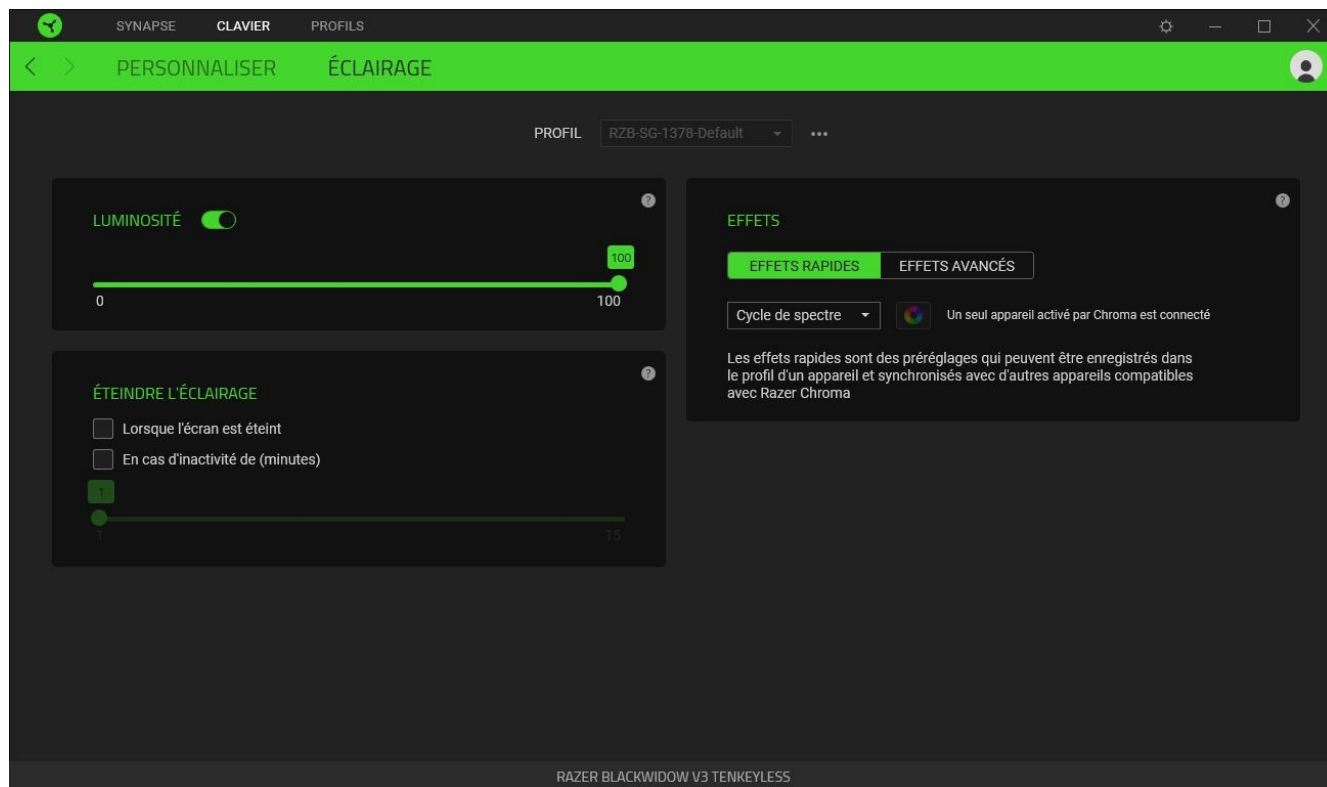 SYNAPSE CLAVIER PROFILS
PERSONNALISER ÉCLAIRAGE
PROFIL RZB-SG-1378-Default
LUMINOSITÉ
100
0 100
ÉTEINDRE L'ÉCLAIRAGE
Lorsque l'écran est éteint
En cas d'inactivité de (minutes)
1
1 15
EFFETS
EFFETS RAPIDES EFFETS AVANCÉS
Cycle de spectre Un seul appareil activé par Chroma est connecté
Les effets rapides sont des préréglages qui peuvent être enregistrés dans
le profil d'un appareil et synchronisés avec d'autres appareils compatibles
avec Razer Chroma
RAZER BLACKWIDOW V3 TENKEYLESS